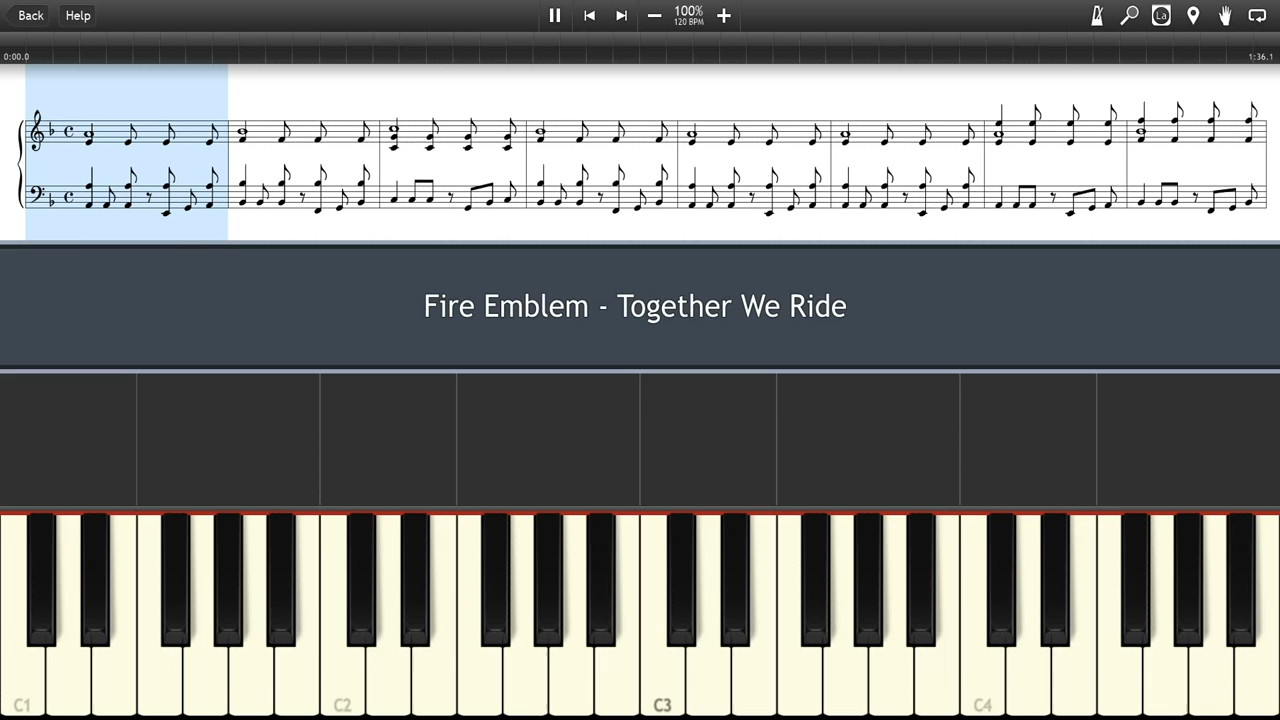 Back Help
100%
120 BPM
La
0:00.0 1:36.1
Fire Emblem - Together We Ride
C1 C2 C3 C4